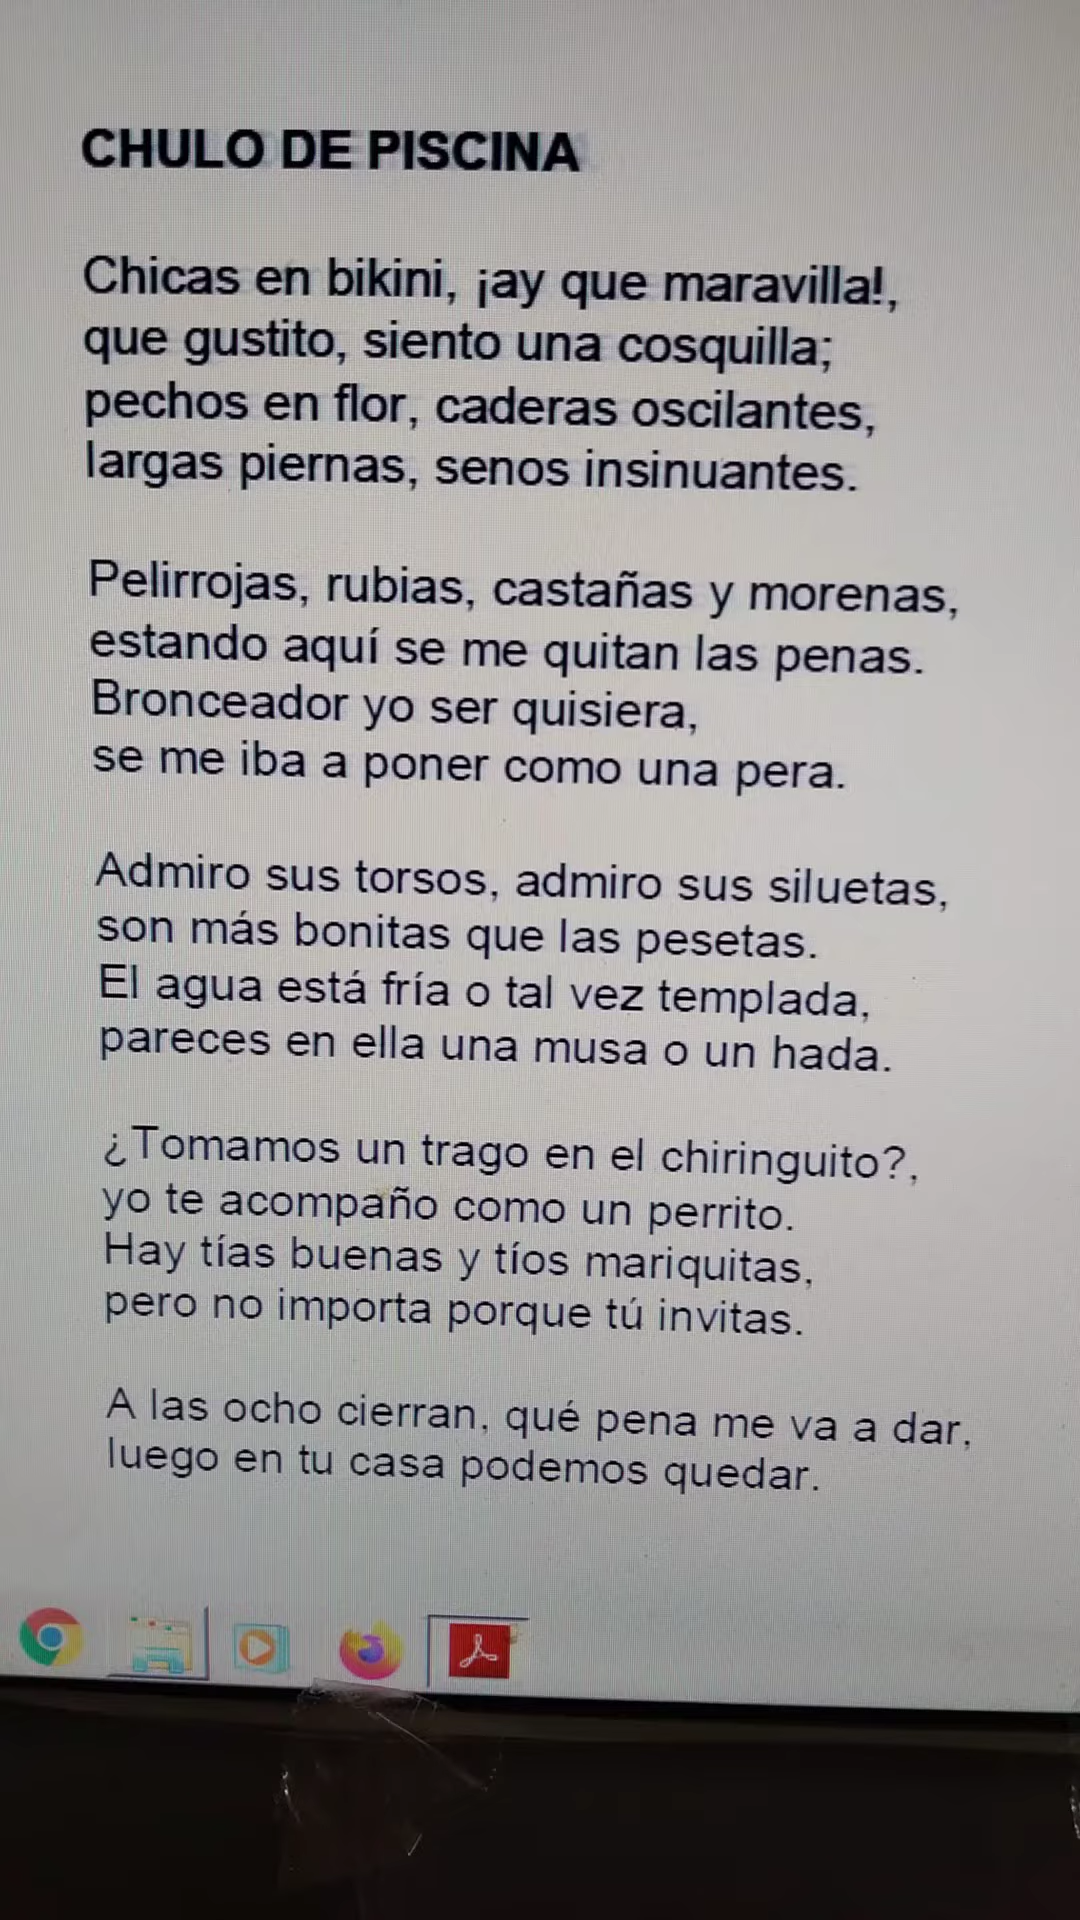 CHULO DE PISCINA
Chicas en bikini, ¡ay que maravilla!,
que gustito, siento una cosquilla;
pechos en flor, caderas oscilantes,
largas piernas, senos insinuantes.
Pelirrojas, rubias, castañas y morenas,
estando aquí se me quitan las penas.
Bronceador yo ser quisiera,
se me iba a poner como una pera.
Admiro sus torsos, admiro sus siluetas,
son más bonitas que las pesetas.
El agua está fría o tal vez templada,
pareces en ella una musa o un hada.
¿Tomamos un trago en el chiringuito?,
yo te acompaño como un perrito.
Hay tías buenas y tíos mariquitas,
pero no importa porque tú invitas.
A las ocho cierran, qué pena me va a dar,
luego en tu casa podemos quedar.